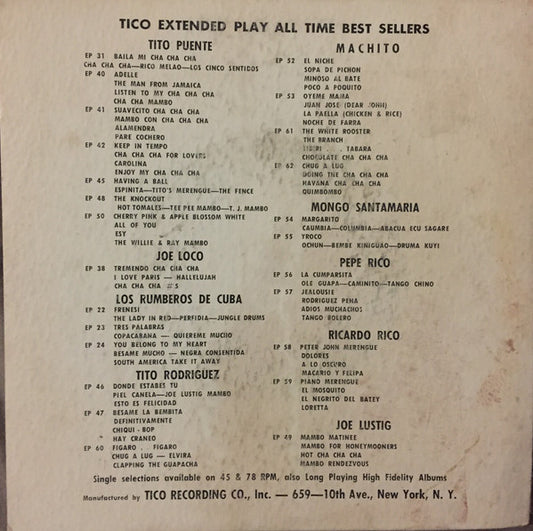 TICO EXTENDED PLAY ALL TIME BEST SELLERS
TITO PUENTE
EP 31 BAILA MI CHA CHA CHA
CHA CHA CHA—RICO MELAO—LOS CINCO SENTIDOS
EP 40 ADELLE
THE MAN FROM JAMAICA
LISTEN TO MY CHA CHA CHA
CHA CHA MAMBO
EP 41 SUAVECITO CHA CHA CHA
MAMBO CON CHA CHA CHA
ALAMENDRA
PARE COCHERO
EP 42 KEEP IN TEMPO
CHA CHA CHA FOR LOVERS
CAROLINA
ENJOY MY CHA CHA CHA
EP 45 HAVING A BALL
ESPINITA—TITO'S MERENGUE—THE FENCE
EP 48 THE KNOCKOUT
HOT TOMALES—TEE PEE MAMBO—T. J. MAMBO
EP 50 CHERRY PINK & APPLE BLOSSOM WHITE
ALL OF YOU
ESY
THE WILLIE & RAY MAMBO
JOE LOCO
EP 38 TREMENDO CHA CHA CHA
I LOVE PARIS — HALLELUJAH
CHA CHA CHA #5
LOS RUMBEROS DE CUBA
EP 22 FRENESI
THE LADY IN RED—PERFIDIA—JUNGLE DRUMS
EP 23 TRES PALABRAS
COPACABANA — QUIEREME MUCHO
EP 24 YOU BELONG TO MY HEART
BESAME MUCHO — NEGRA CONSENTIDA
SOUTH AMERICA TAKE IT AWAY
TITO RODRIGUEZ
EP 46 DONDE ESTABES TU
PIEL CANELA—JOE LUSTIG MAMBO
ESTO ES FELICIDAD
EP 47 BESAME LA BEMBITA
DEFINITIVAMENTE
CHIQUI - BOP
HAY CRANEO
EP 60 FIGARO . FIGARO
CHUG A LUG — ELVIRA
CLAPPING THE GUAPACHA
MACHITO
EP 52 EL NICHE
SOPA DE PICHON
MINOSO AL BATE
POCO A POQUITO
EP 53 OYEME MAMA
JUAN JOSE (DEAR JOHN)
LA PAELLA (CHICKEN & RICE)
NOCHE DE FARRA
EP 61 THE WHITE ROOSTER
THE BRANCH
TABARA
CHOCOLATE CHA CHA CHA
EP 62 CHUG A LUG
DOING THE CHA CHA CHA
HAVANA CHA CHA CHA
QUIMBOMBO
MONGO SANTAMARIA
EP 54 MARGARITO
CAUMBIA—COLUMBIA—ABACUA ECU SAGARE
EP 55 YROCO
OCHUN—BEMBE KINIGUAO—DRUMA KUYI
PEPE RICO
EP 56 LA CUMPARSITA
OLE GUAPA—CAMINITO—TANGO CHINO
EP 57 JEALOUSIE
RODRIGUEZ PENA
ADIOS MUCHACHOS
TANGO BOLERO
RICARDO RICO
EP 58 PETER JOHN MERENGUE
DOLORES
A LO OSCURO
MACARIO Y FELIPA
EP 59 PIANO MERENGUE
EL MOSQUITO
EL NEGRITO DEL BATEY
LORETTA
JOE LUSTIG
EP 49 MAMBO MATINEE
MAMBO FOR HONEYMOONERS
HOT CHA CHA CHA
MAMBO RENDEZVOUS
Single selections available on 45 & 78 RPM, also Long Playing High Fidelity Albums
Manufactured by TICO RECORDING CO., Inc. — 659—10th Ave., New York, N. Y.